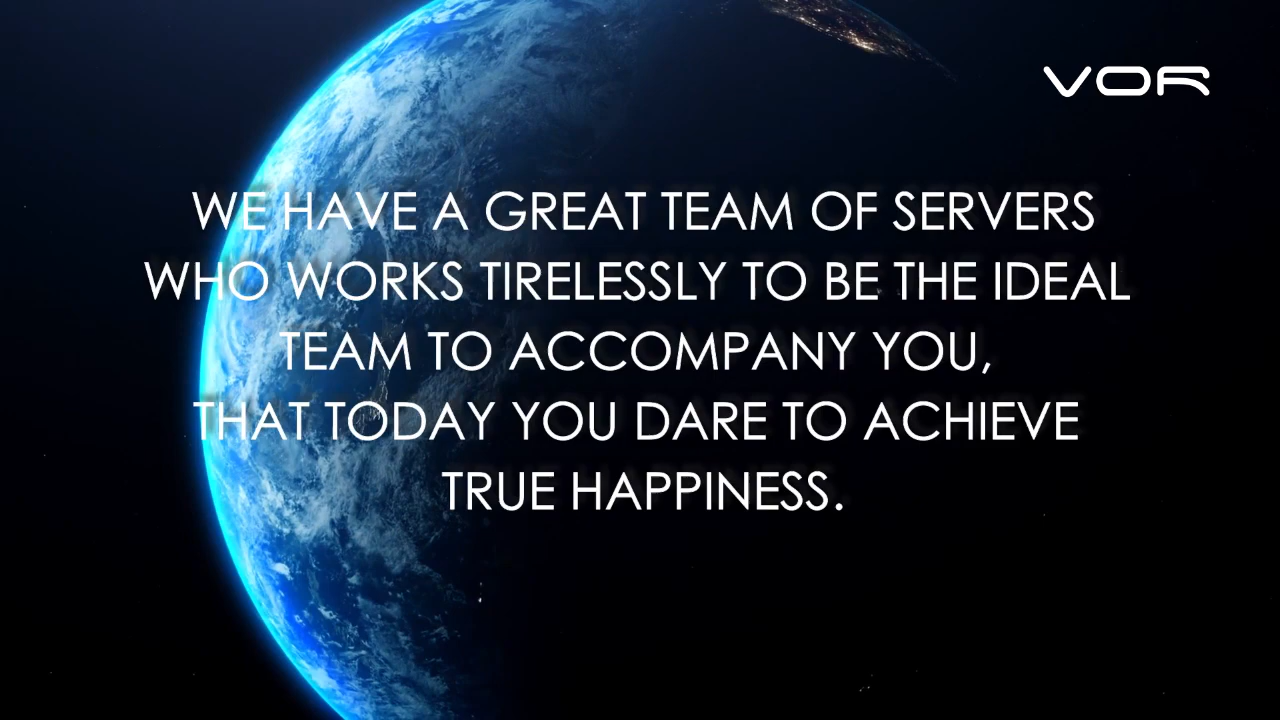 VOR
WE HAVE A GREAT TEAM OF SERVERS
WHO WORKS TIRELESSLY TO BE THE IDEAL
TEAM TO ACCOMPANY YOU,
THAT TODAY YOU DARE TO ACHIEVE
TRUE HAPPINESS.